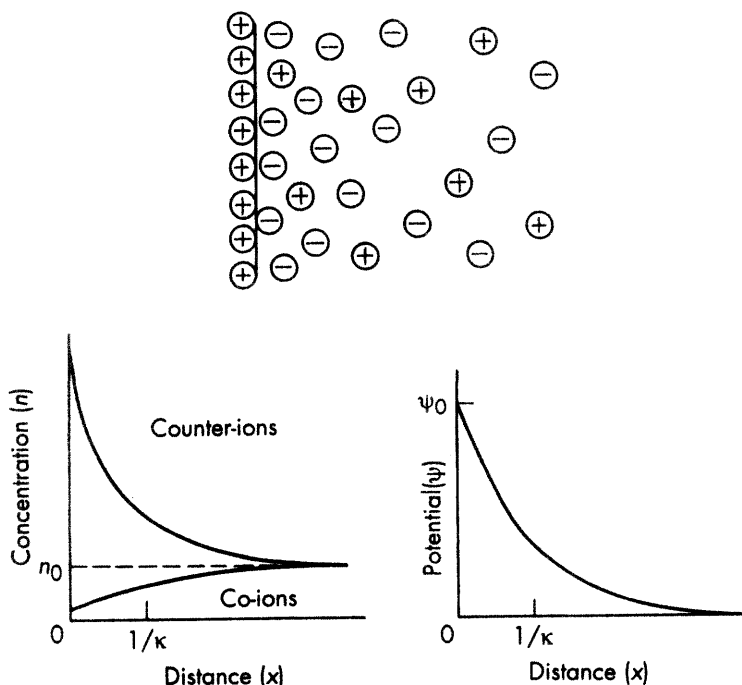 Concentration (n)
Counter-ions
n₀
Co-ions
0
1/κ
Distance (x)
Potential(ψ)
ψ₀
0
1/κ
Distance (x)